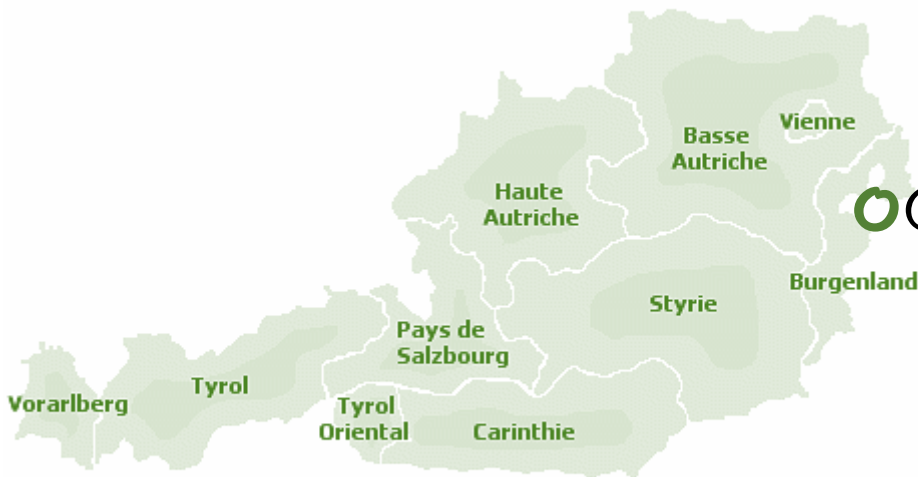 Vienne
Basse
Autriche
Haute
Autriche
Burgenland
Styrie
Pays de
Salzbourg
Tyrol
Vorarlberg
Tyrol
Oriental
Carinthie